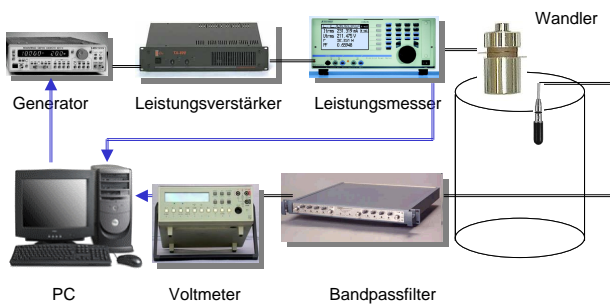 Wandler
Generator
Leistungsverstärker
Leistungsmesser
PC
Voltmeter
Bandpassfilter